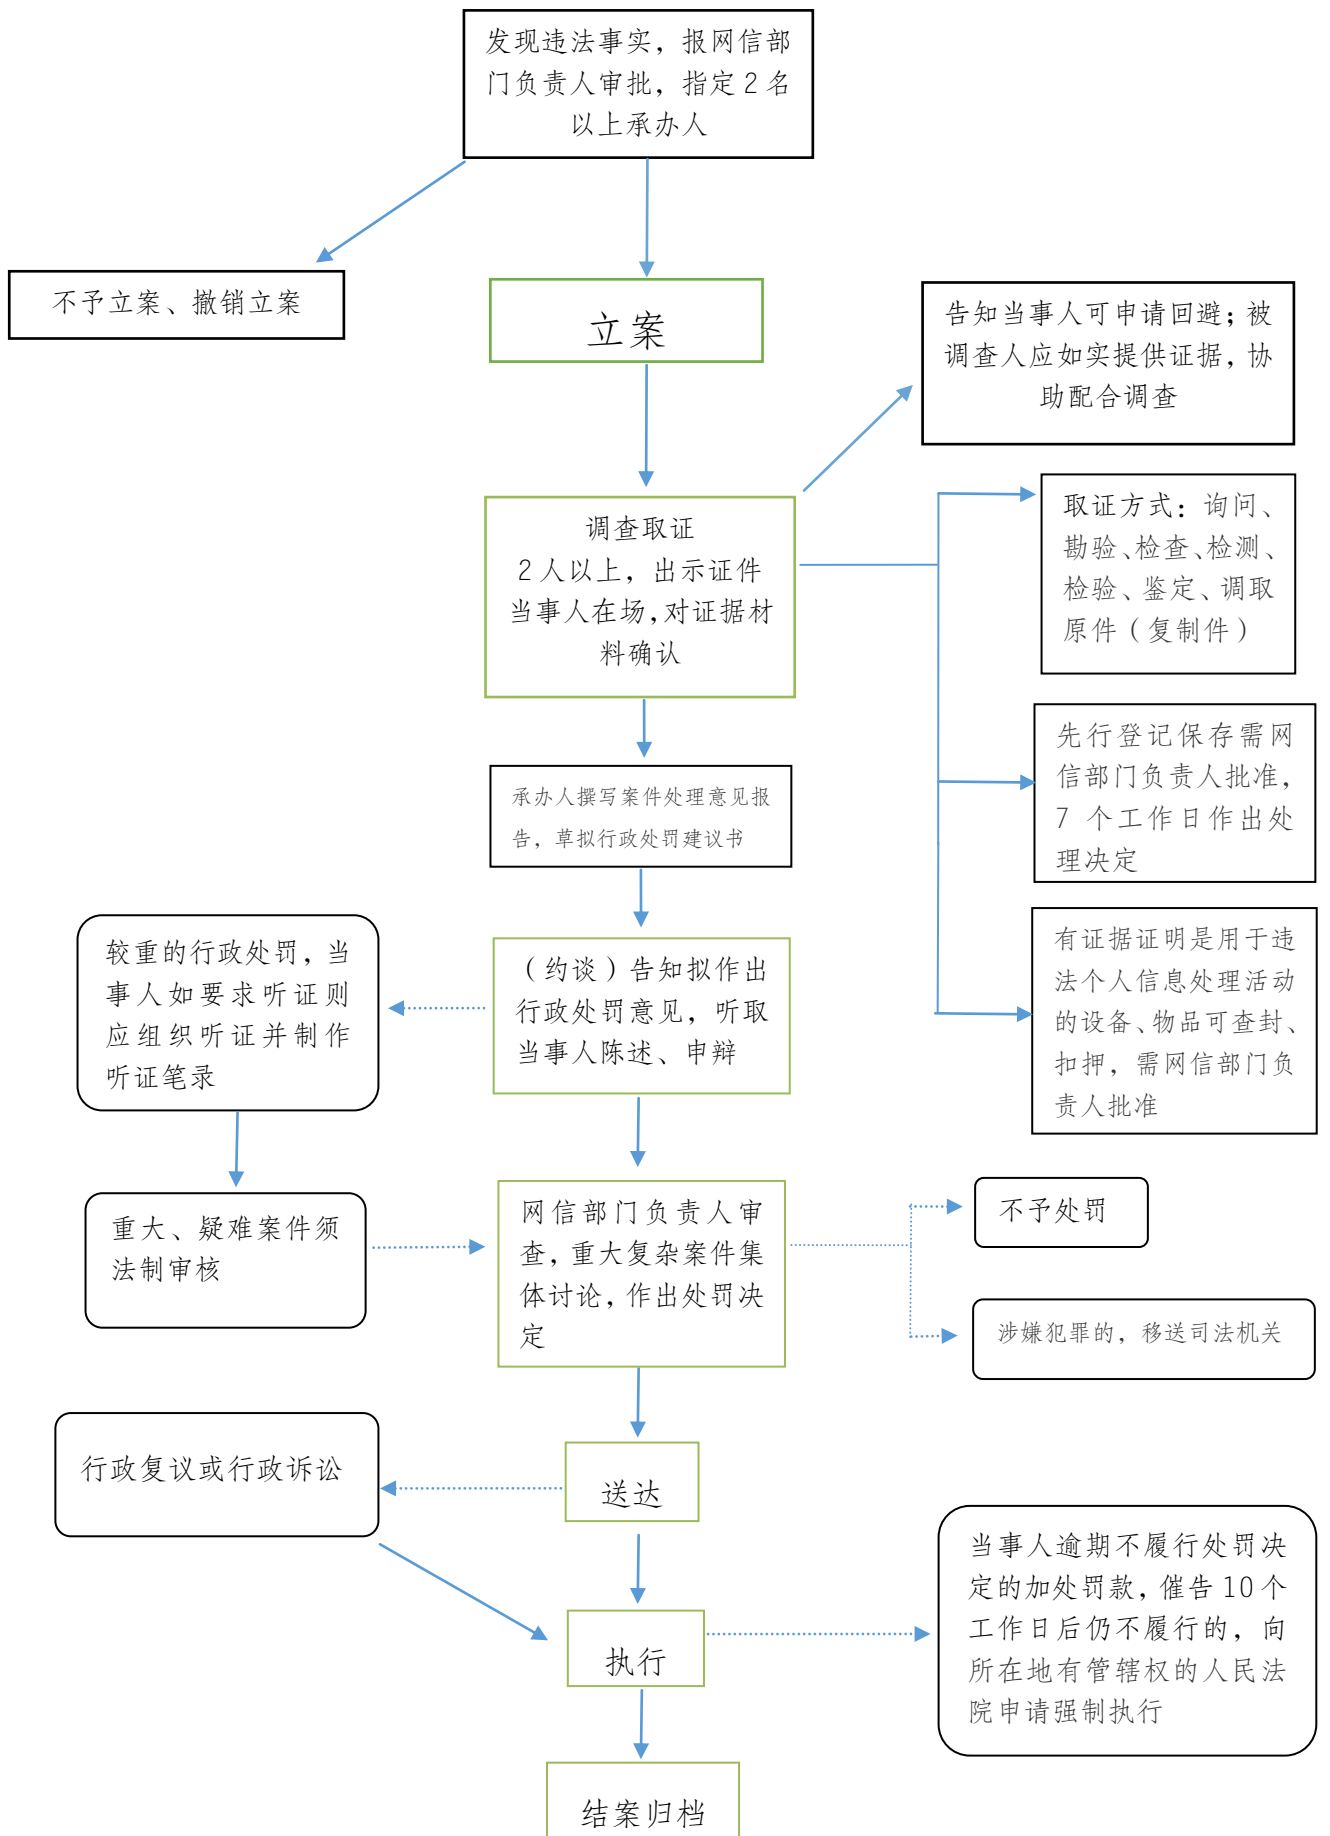 发现违法事实，报网信部
门负责人审批，指定2名
以上承办人
不予立案、撤销立案
立案
告知当事人可申请回避；被
调查人应如实提供证据，协
助配合调查
调查取证
2人以上，出示证件
当事人在场，对证据材
料确认
取证方式：询问、
勘验、检查、检测、
检验、鉴定、调取
原件（复制件）
先行登记保存需网
信部门负责人批准，
7 个工作日作出处
理决定
承办人撰写案件处理意见报
告，草拟行政处罚建议书
有证据证明是用于违
法个人信息处理活动
的设备、物品可查封、
扣押，需网信部门负
责人批准
较重的行政处罚，当
事人如要求听证则
应组织听证并制作
听证笔录
（约谈）告知拟作出
行政处罚意见，听取
当事人陈述、申辩
重大、疑难案件须
法制审核
网信部门负责人审
查，重大复杂案件集
体讨论，作出处罚决
定
不予处罚
涉嫌犯罪的，移送司法机关
行政复议或行政诉讼
送达
当事人逾期不履行处罚决
定的加处罚款，催告10个
工作日后仍不履行的，向
所在地有管辖权的人民法
院申请强制执行
执行
结案归档